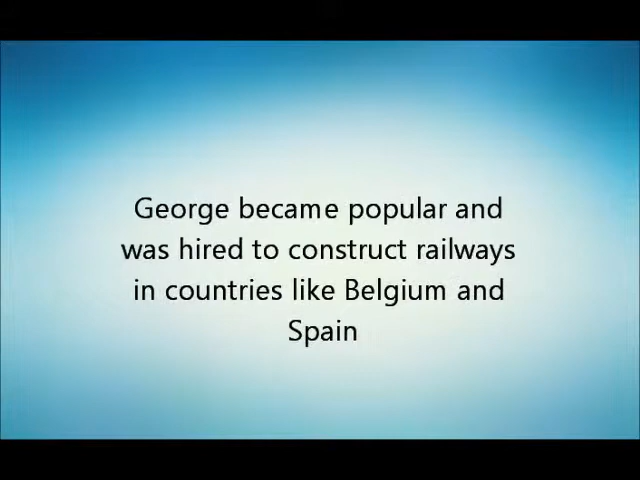 George became popular and
was hired to construct railways
in countries like Belgium and
Spain